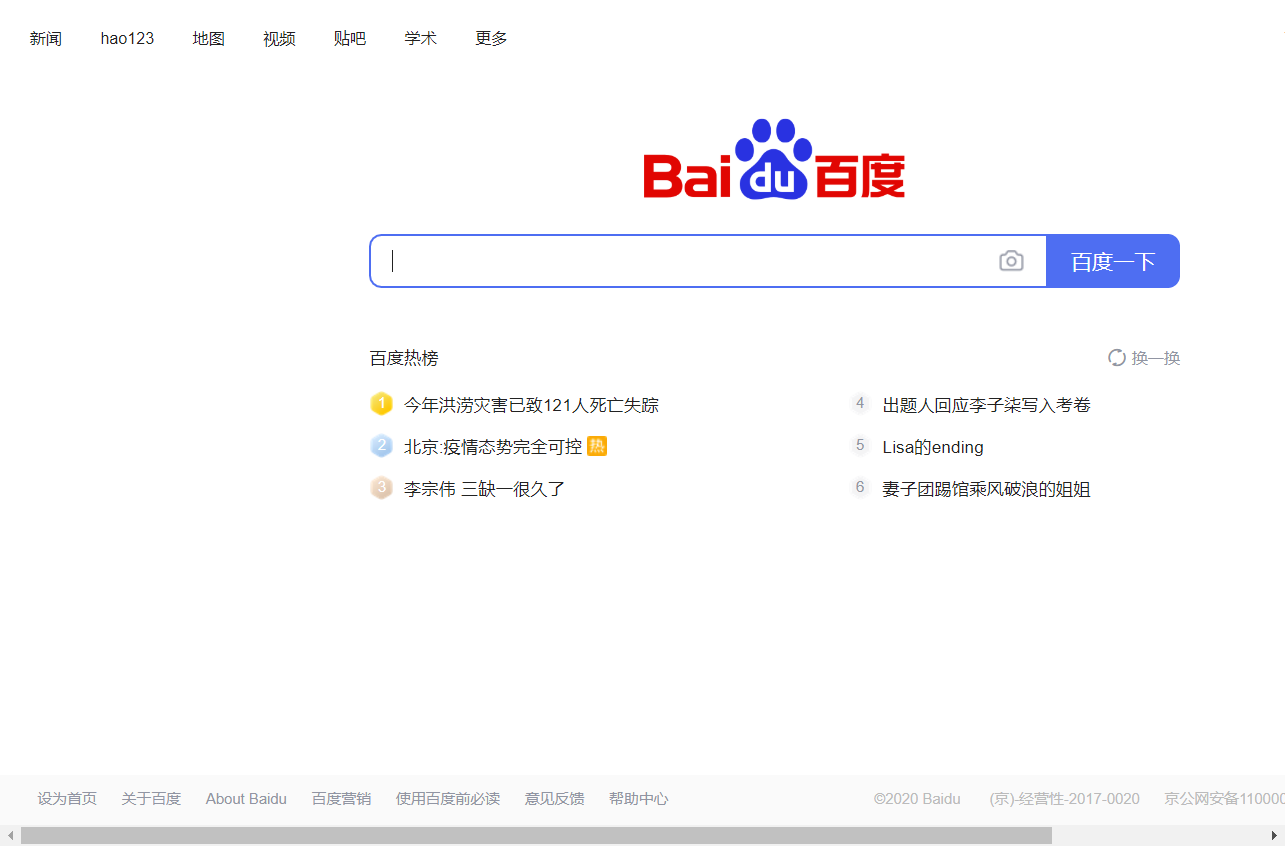 新闻 hao123 地图 视频 贴吧 学术 更多
Bai du 百度
百度一下
百度热榜 换一换
1 今年洪涝灾害已致121人死亡失踪
2 北京:疫情态势完全可控 热
3 李宗伟 三缺一很久了
4 出题人回应李子柒写入考卷
5 Lisa的ending
6 妻子团踢馆乘风破浪的姐姐
设为首页 关于百度 About Baidu 百度营销 使用百度前必读 意见反馈 帮助中心 ©2020 Baidu (京)-经营性-2017-0020 京公网安备110000